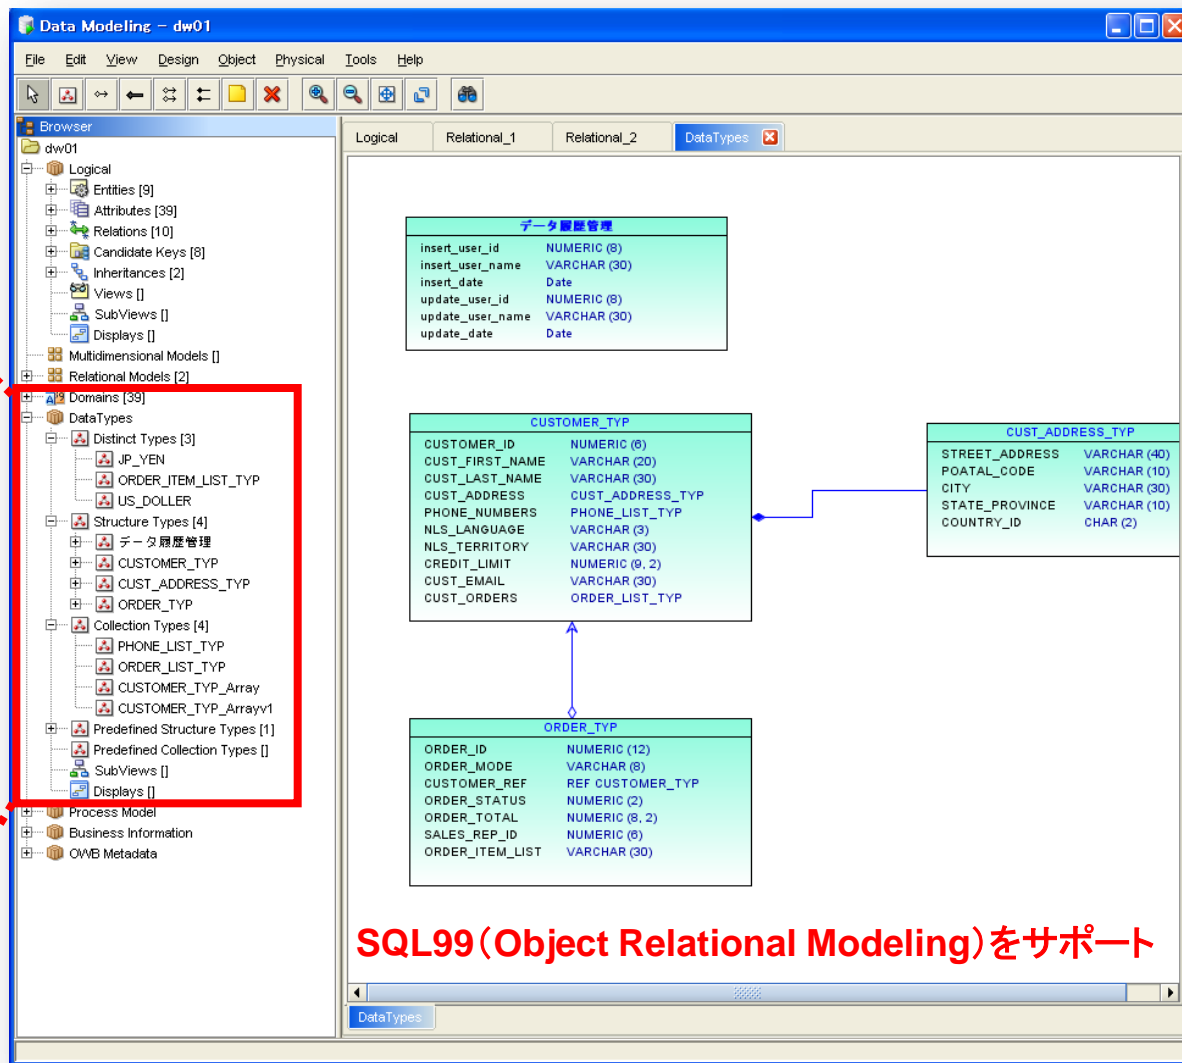 Data Modeling - dw01
File Edit View Design Object Physical Tools Help
Browser
dw01
Logical
Entities [9]
Attributes [39]
Relations [10]
Candidate Keys [8]
Inheritances [2]
Views []
SubViews []
Displays []
Multidimensional Models []
Relational Models [2]
Domains [39]
DataTypes
Distinct Types [3]
JP_YEN
ORDER_ITEM_LIST_TYP
US_DOLLER
Structure Types [4]
データ履歴管理
CUSTOMER_TYP
CUST_ADDRESS_TYP
ORDER_TYP
Collection Types [4]
PHONE_LIST_TYP
ORDER_LIST_TYP
CUSTOMER_TYP_Array
CUSTOMER_TYP_Arrayv1
Predefined Structure Types [1]
Predefined Collection Types []
SubViews []
Displays []
Process Model
Business Information
OWB Metadata
Logical Relational_1 Relational_2 DataTypes
データ履歴管理
insert_user_id NUMERIC (8)
insert_user_name VARCHAR (30)
insert_date Date
update_user_id NUMERIC (8)
update_user_name VARCHAR (30)
update_date Date
CUSTOMER_TYP
CUSTOMER_ID NUMERIC (6)
CUST_FIRST_NAME VARCHAR (20)
CUST_LAST_NAME VARCHAR (30)
CUST_ADDRESS CUST_ADDRESS_TYP
PHONE_NUMBERS PHONE_LIST_TYP
NLS_LANGUAGE VARCHAR (3)
NLS_TERRITORY VARCHAR (30)
CREDIT_LIMIT NUMERIC (9, 2)
CUST_EMAIL VARCHAR (30)
CUST_ORDERS ORDER_LIST_TYP
CUST_ADDRESS_TYP
STREET_ADDRESS VARCHAR (40)
POATAL_CODE VARCHAR (10)
CITY VARCHAR (30)
STATE_PROVINCE VARCHAR (10)
COUNTRY_ID CHAR (2)
ORDER_TYP
ORDER_ID NUMERIC (12)
ORDER_MODE VARCHAR (8)
CUSTOMER_REF REF CUSTOMER_TYP
ORDER_STATUS NUMERIC (2)
ORDER_TOTAL NUMERIC (8, 2)
SALES_REP_ID NUMERIC (6)
ORDER_ITEM_LIST VARCHAR (30)
SQL99（Object Relational Modeling）をサポート
DataTypes